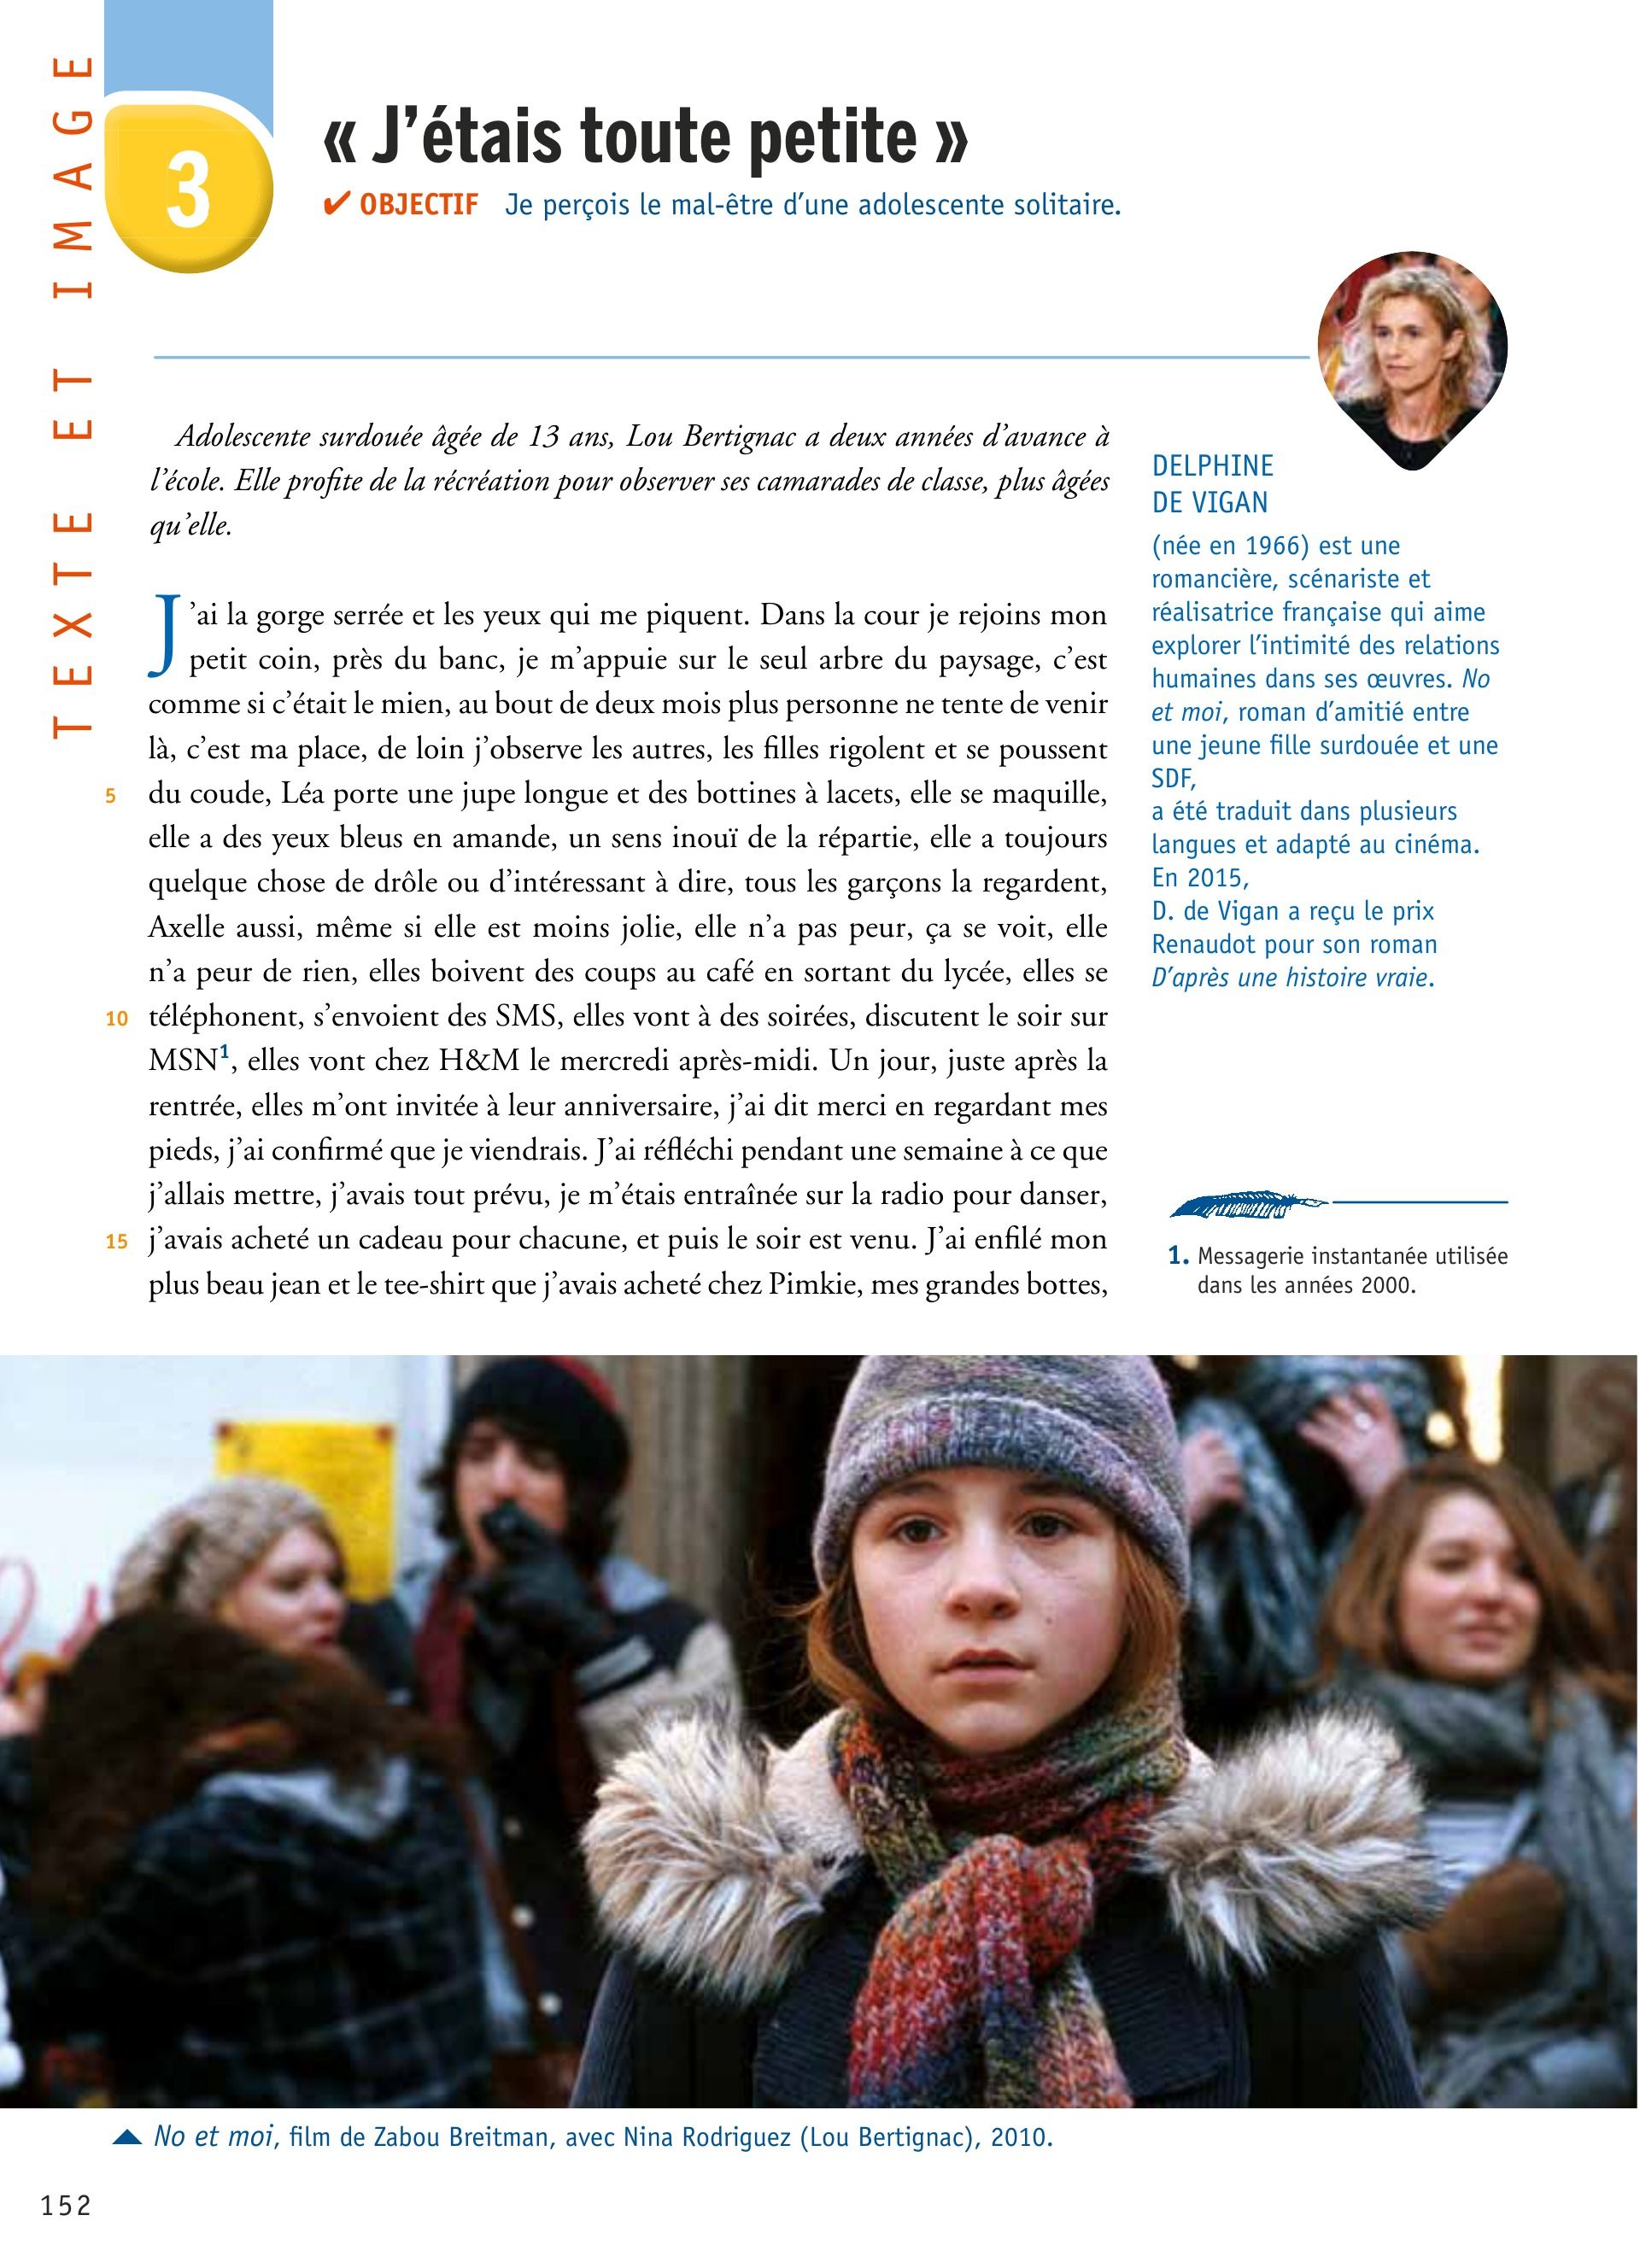 TEXTE ET IMAGE
3
« J’étais toute petite »
✔ OBJECTIF Je perçois le mal-être d’une adolescente solitaire.
Adolescente surdouée âgée de 13 ans, Lou Bertignac a deux années d’avance à
l’école. Elle profite de la récréation pour observer ses camarades de classe, plus âgées
qu’elle.
J’ai la gorge serrée et les yeux qui me piquent. Dans la cour je rejoins mon
petit coin, près du banc, je m’appuie sur le seul arbre du paysage, c’est
comme si c’était le mien, au bout de deux mois plus personne ne tente de venir
là, c’est ma place, de loin j’observe les autres, les filles rigolent et se poussent
5 du coude, Léa porte une jupe longue et des bottines à lacets, elle se maquille,
elle a des yeux bleus en amande, un sens inouï de la répartie, elle a toujours
quelque chose de drôle ou d’intéressant à dire, tous les garçons la regardent,
Axelle aussi, même si elle est moins jolie, elle n’a pas peur, ça se voit, elle
n’a peur de rien, elles boivent des coups au café en sortant du lycée, elles se
10 téléphonent, s’envoient des SMS, elles vont à des soirées, discutent le soir sur
MSN1, elles vont chez H&M le mercredi après-midi. Un jour, juste après la
rentrée, elles m’ont invitée à leur anniversaire, j’ai dit merci en regardant mes
pieds, j’ai confirmé que je viendrais. J’ai réfléchi pendant une semaine à ce que
j’allais mettre, j’avais tout prévu, je m’étais entraînée sur la radio pour danser,
15 j’avais acheté un cadeau pour chacune, et puis le soir est venu. J’ai enfilé mon
plus beau jean et le tee-shirt que j’avais acheté chez Pimkie, mes grandes bottes,
DELPHINE
DE VIGAN
(née en 1966) est une
romancière, scénariste et
réalisatrice française qui aime
explorer l’intimité des relations
humaines dans ses œuvres. No
et moi, roman d’amitié entre
une jeune fille surdouée et une
SDF,
a été traduit dans plusieurs
langues et adapté au cinéma.
En 2015,
D. de Vigan a reçu le prix
Renaudot pour son roman
D’après une histoire vraie.
1. Messagerie instantanée utilisée
dans les années 2000.
No et moi, film de Zabou Breitman, avec Nina Rodriguez (Lou Bertignac), 2010.
152